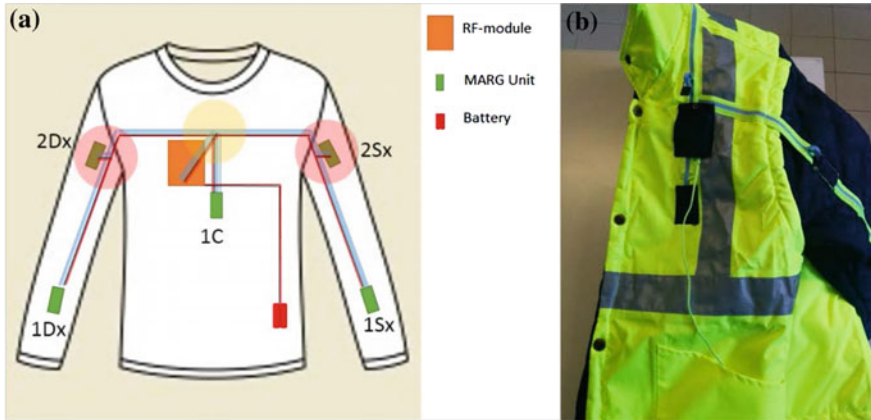 (a)
RF-module
MARG Unit
Battery
2Dx
2Sx
1C
1Dx
1Sx
(b)